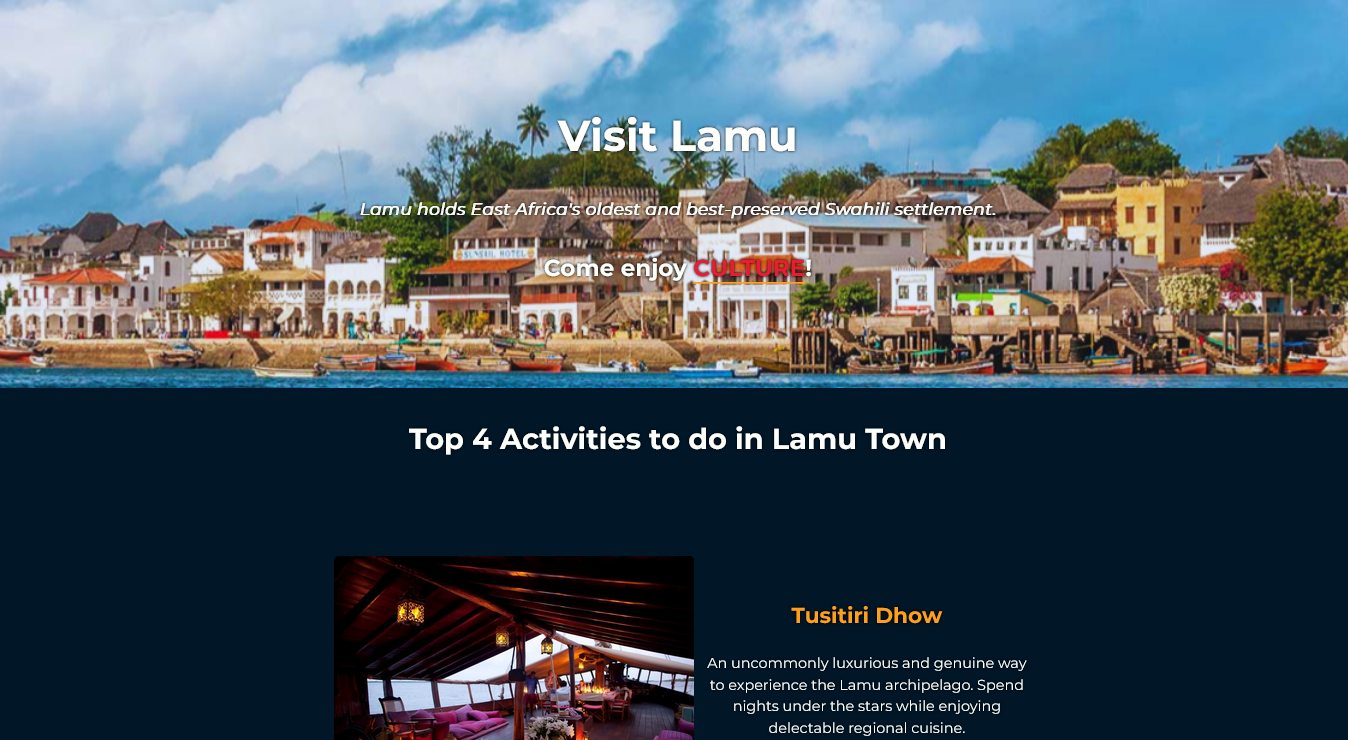 Visit Lamu
Lamu holds East Africa's oldest and best-preserved Swahili settlement.
Come enjoy CULTURE!
Top 4 Activities to do in Lamu Town
Tusitiri Dhow
An uncommonly luxurious and genuine way
to experience the Lamu archipelago. Spend
nights under the stars while enjoying
delectable regional cuisine.